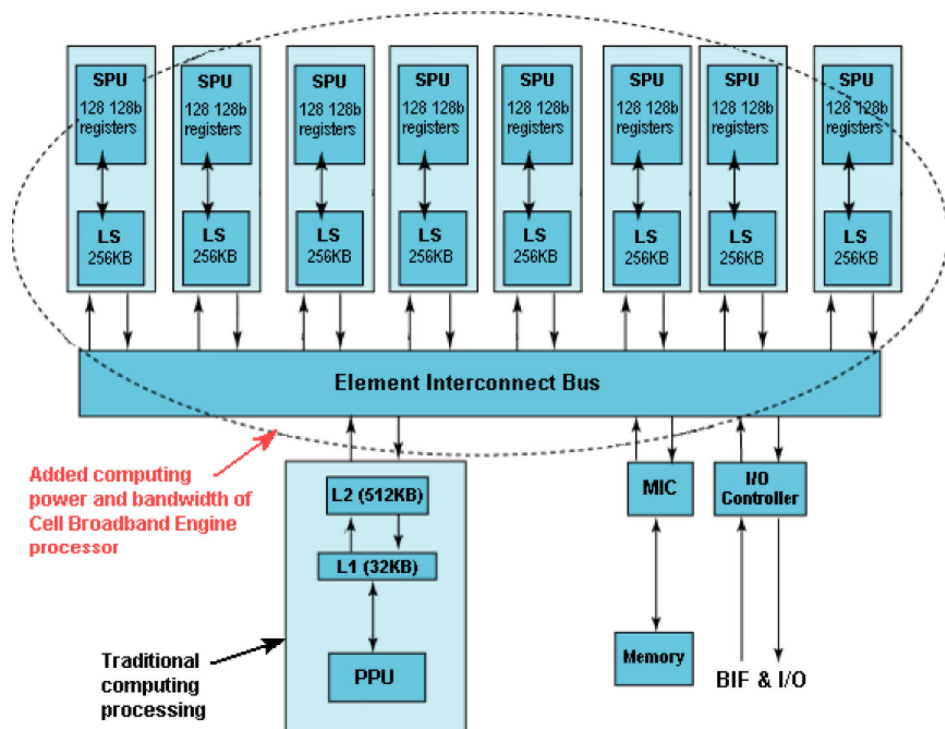 SPU
128 128b
registers
SPU
128 128b
registers
SPU
128 128b
registers
SPU
128 128b
registers
SPU
128 128b
registers
SPU
128 128b
registers
SPU
128 128b
registers
SPU
128 128b
registers
LS
256KB
LS
256KB
LS
256KB
LS
256KB
LS
256KB
LS
256KB
LS
256KB
LS
256KB
Element Interconnect Bus
Added computing
power and bandwidth of
Cell Broadband Engine
processor
L2 (512KB)
L1 (32KB)
PPU
Traditional
computing
processing
MIC
I/O
Controller
Memory
BIF & I/O